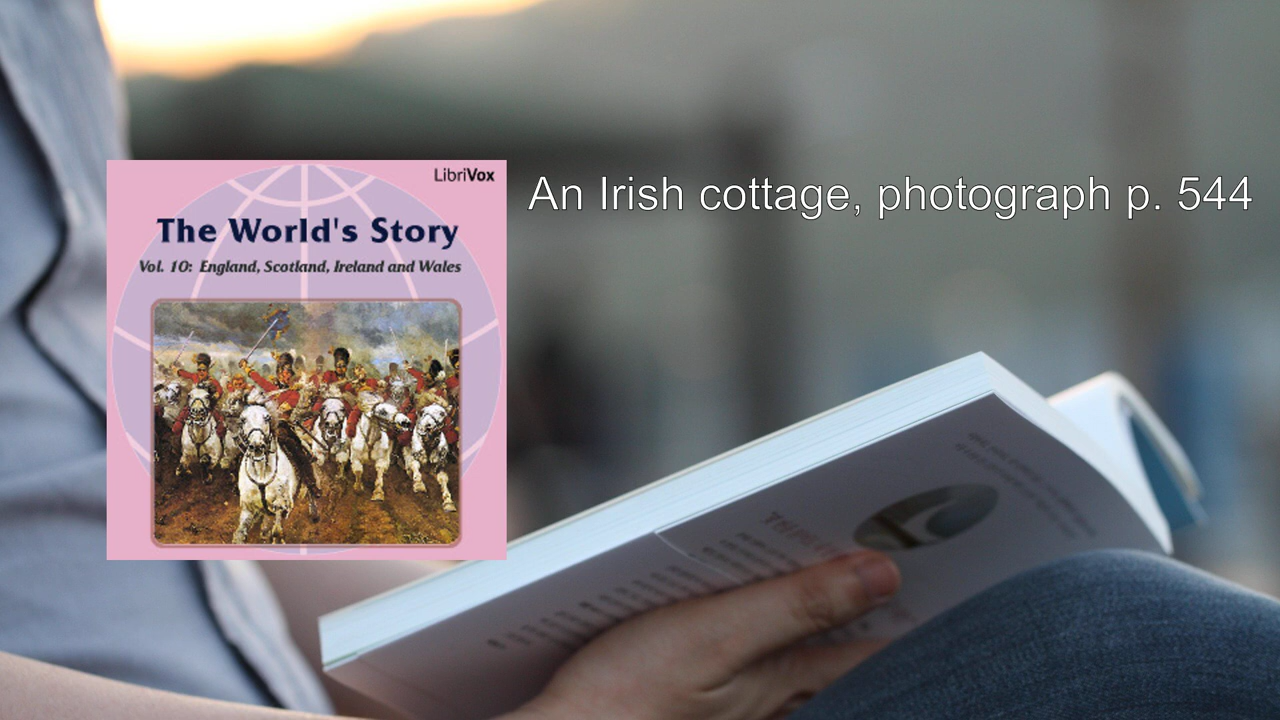 LibriVox
The World's Story
Vol. 10: England, Scotland, Ireland and Wales
An Irish cottage, photograph p. 544